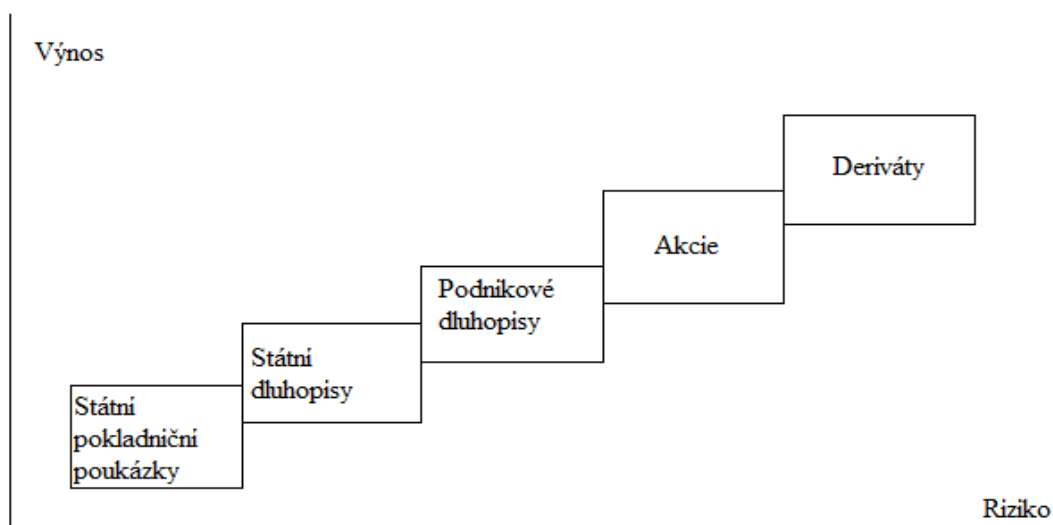 Výnos
Deriváty
Akcie
Podnikové
dluhopisy
Státní
dluhopisy
Státní
pokladniční
poukázky
Riziko